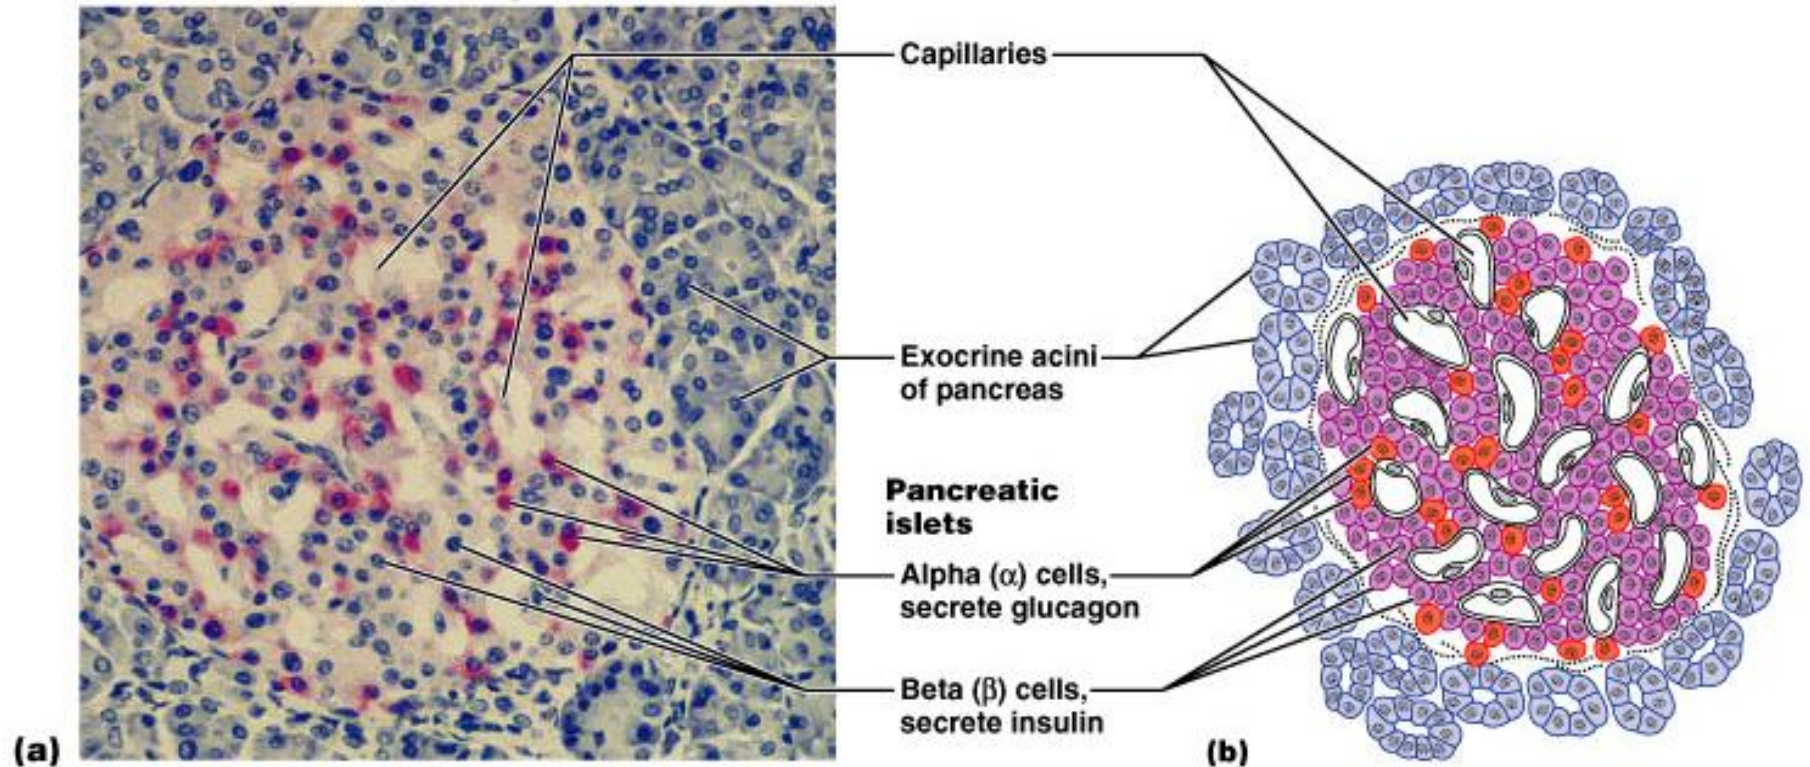 Capillaries
Exocrine acini
of pancreas
Pancreatic
islets
Alpha (α) cells,
secrete glucagon
Beta (β) cells,
secrete insulin
(a)
(b)